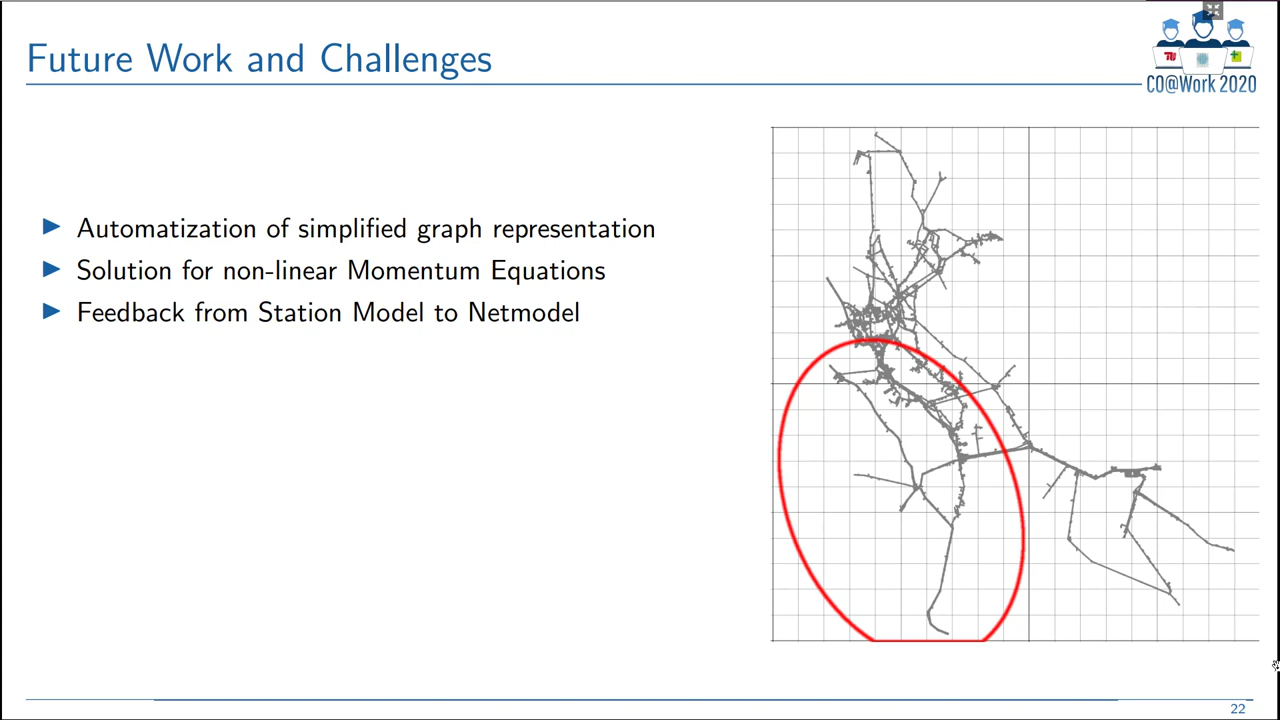 Future Work and Challenges
CO@Work 2020
Automatization of simplified graph representation
Solution for non-linear Momentum Equations
Feedback from Station Model to Netmodel
22